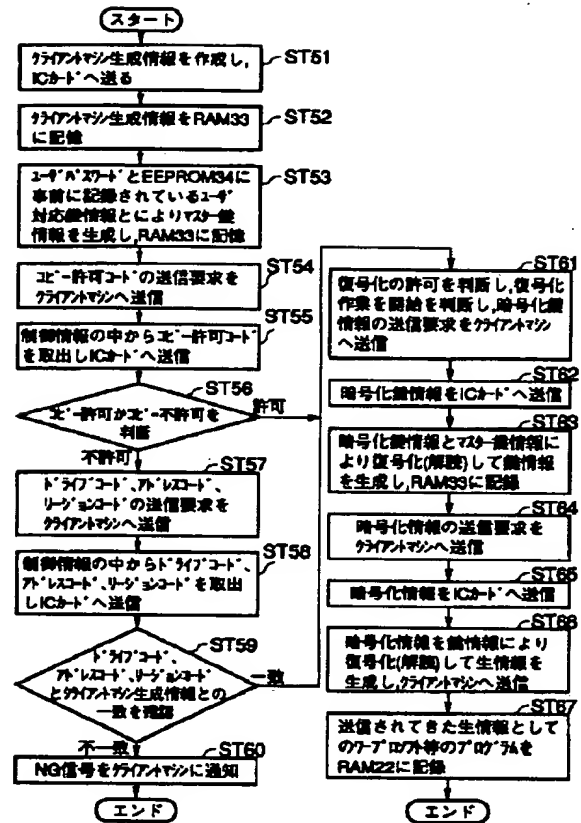 スタート
クライアントマシン生成情報を作成し,
ICカードへ送る
ST51
クライアントマシン生成情報をRAM33
に記録
ST52
ユーザパスワードとEEPROM34に
事前に記録されているユーザ
対応鍵情報とによりマスター鍵
情報を生成し,RAM33に記録
ST53
コピー許可コードの送信要求を
クライアントマシンへ送信
ST54
制御情報の中からコピー許可コード
を取出しICカードへ送信
ST55
コピー許可かコピー不許可を
判断
ST56
許可
不許可
ドライブコード、アドレスコード、
リージョンコードの送信要求を
クライアントマシンへ送信
ST57
制御情報の中からドライブコード、
アドレスコード、リージョンコードを取出
しICカードへ送信
ST58
ドライブコード、
アドレスコード、リージョンコード
とクライアントマシン生成情報との
一致を確認
ST59
一致
不一致
NG信号をクライアントマシンに通知
ST60
エンド
復号化の許可を判断し,復号化
作業を開始を判断し,暗号化鍵
情報の送信要求をクライアントマシン
へ送信
ST61
暗号化鍵情報をICカードへ送信
ST62
暗号化鍵情報とマスター鍵情報に
より復号化(解読)して鍵情報
を生成し,RAM33に記録
ST63
暗号化情報の送信要求を
クライアントマシンへ送信
ST64
暗号化情報をICカードへ送信
ST65
暗号化情報を鍵情報により
復号化(解読)して生情報を
生成し,クライアントマシンへ送信
ST66
送信されてきた生情報として
のワープロソフト等のプログラムを
RAM22に記録
ST67
エンド